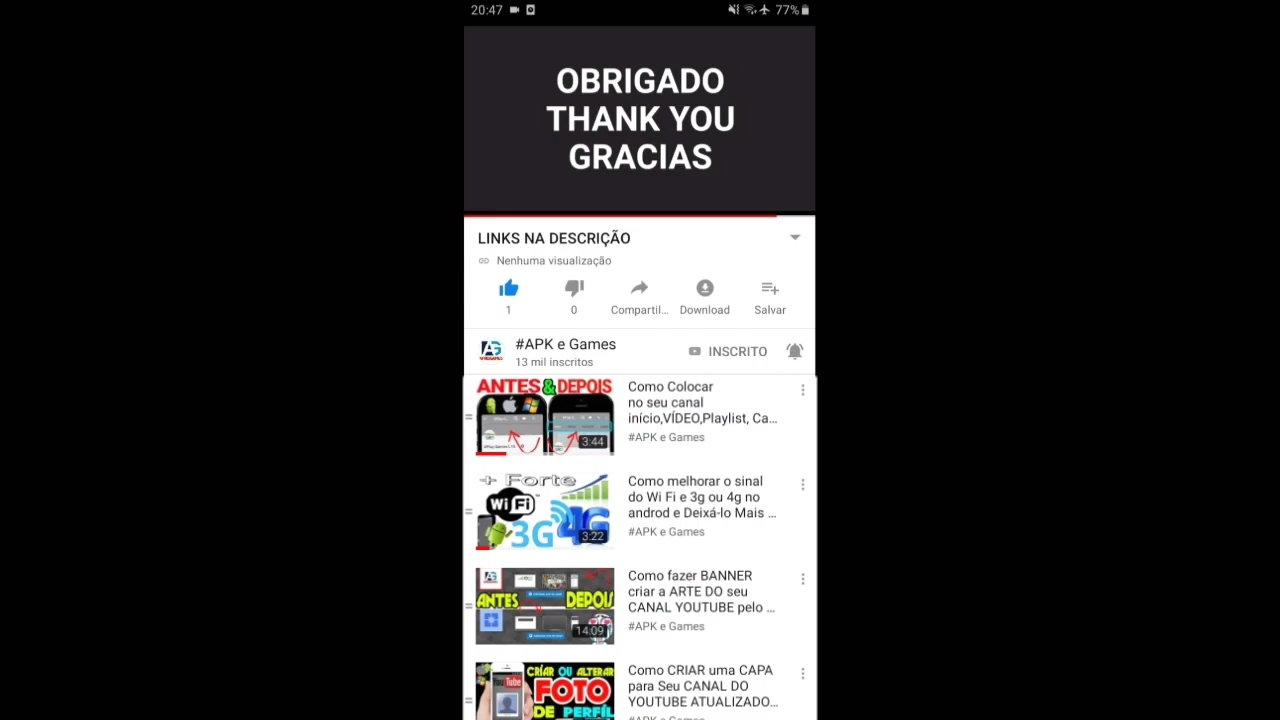 20:47
77%
OBRIGADO
THANK YOU
GRACIAS
LINKS NA DESCRIÇÃO
Nenhuma visualização
1
0
Compartil...
Download
Salvar
#APK e Games
13 mil inscritos
INSCRITO
ANTES&DEPOIS
3:44
Como Colocar
no seu canal
início,VÍDEO,Playlist, Ca...
#APK e Games
+ Forte
WiFi
3G
4G
3:22
Como melhorar o sinal
do Wi Fi e 3g ou 4g no
androd e Deixá-lo Mais ...
#APK e Games
ANTES
DEPOIS
14:09
Como fazer BANNER
criar a ARTE DO seu
CANAL YOUTUBE pelo ...
#APK e Games
YouTube
CRIAR OU ALTERAR
FOTO
DE PERFIL
Como CRIAR uma CAPA
para Seu CANAL DO
YOUTUBE ATUALIZADO...
#APK e Games